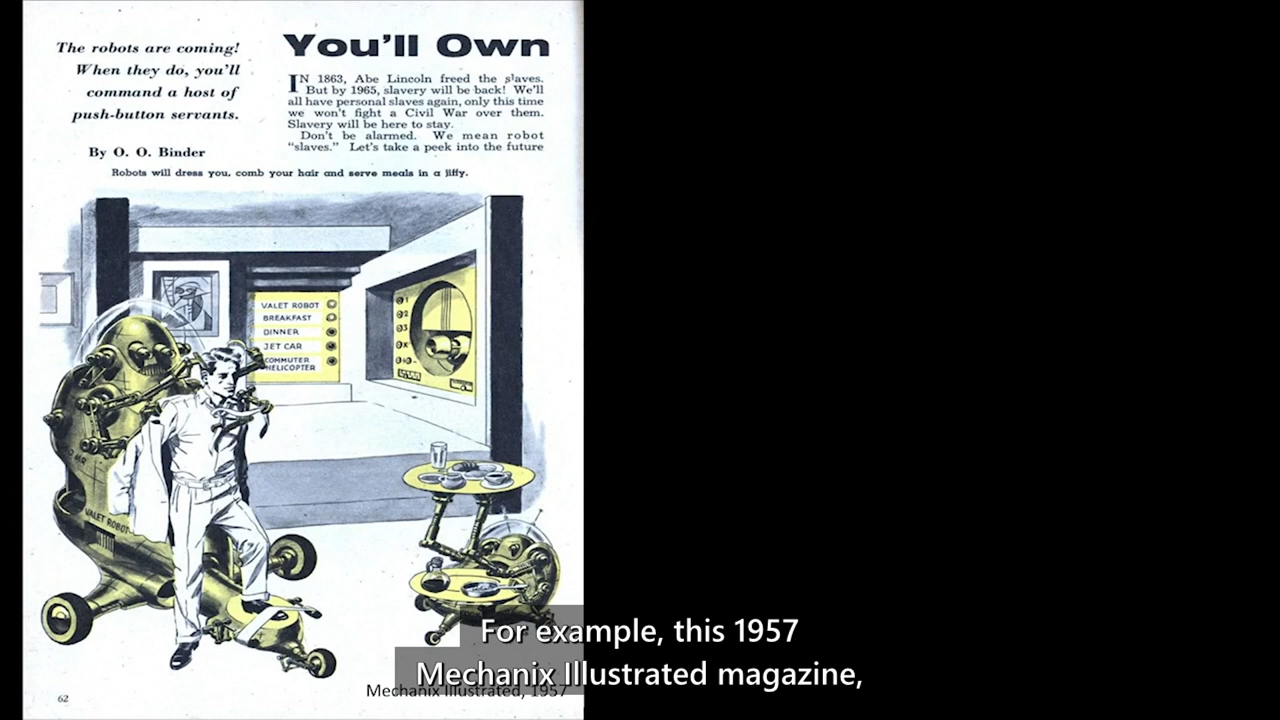 The robots are coming!
When they do, you'll
command a host of
push-button servants.
By O. O. Binder
You'll Own
IN 1863, Abe Lincoln freed the slaves.
But by 1965, slavery will be back! We'll
all have personal slaves again, only this time
we won't fight a Civil War over them.
Slavery will be here to stay.
Don't be alarmed. We mean robot
"slaves." Let's take a peek into the future
Robots will dress you, comb your hair and serve meals in a jiffy.
VALET ROBOT
BREAKFAST
DINNER
JET CAR
COMMUTER
HELICOPTER
1
2
3
VALET ROBOT
For example, this 1957
Mechanix Illustrated magazine,
Mechanix Illustrated, 1957
62